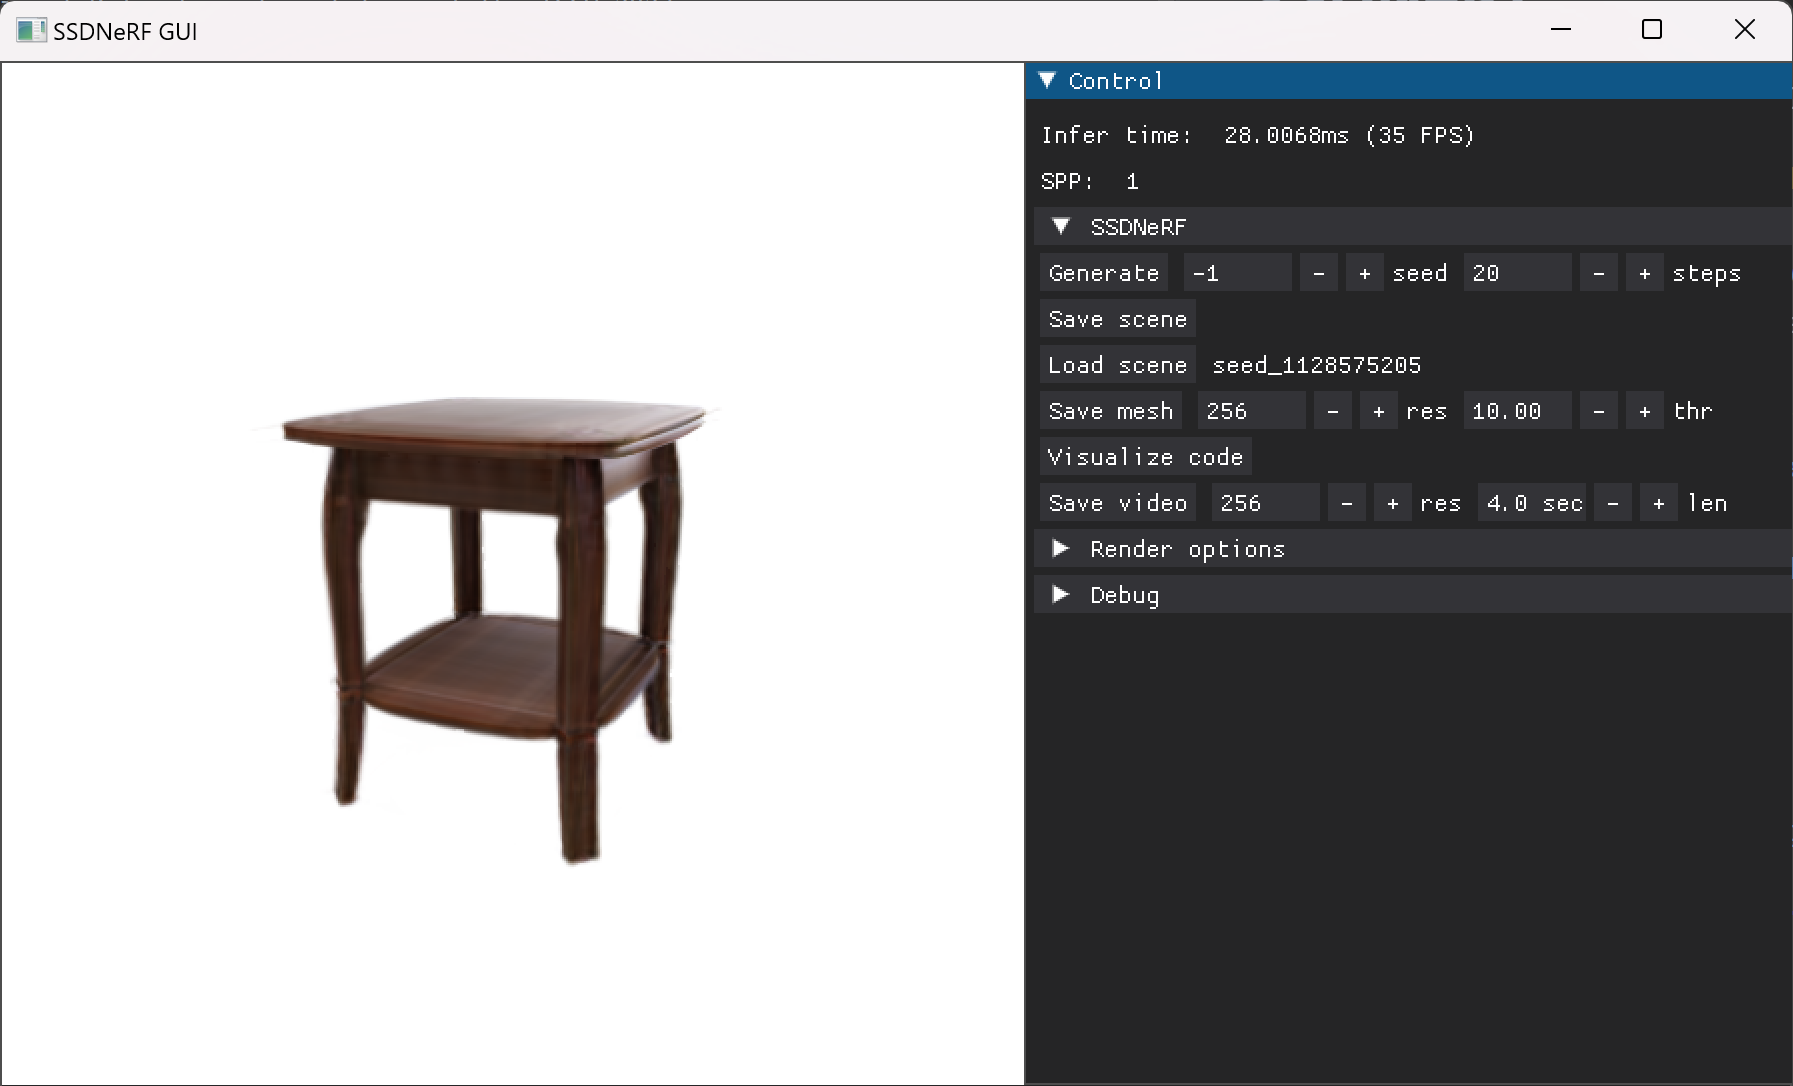 SSDNeRF GUI
Control
Infer time: 28.0068ms (35 FPS)
SPP: 1
SSDNeRF
Generate -1 - + seed 20 - + steps
Save scene
Load scene seed_1128575205
Save mesh 256 - + res 10.00 - + thr
Visualize code
Save video 256 - + res 4.0 sec - + len
Render options
Debug